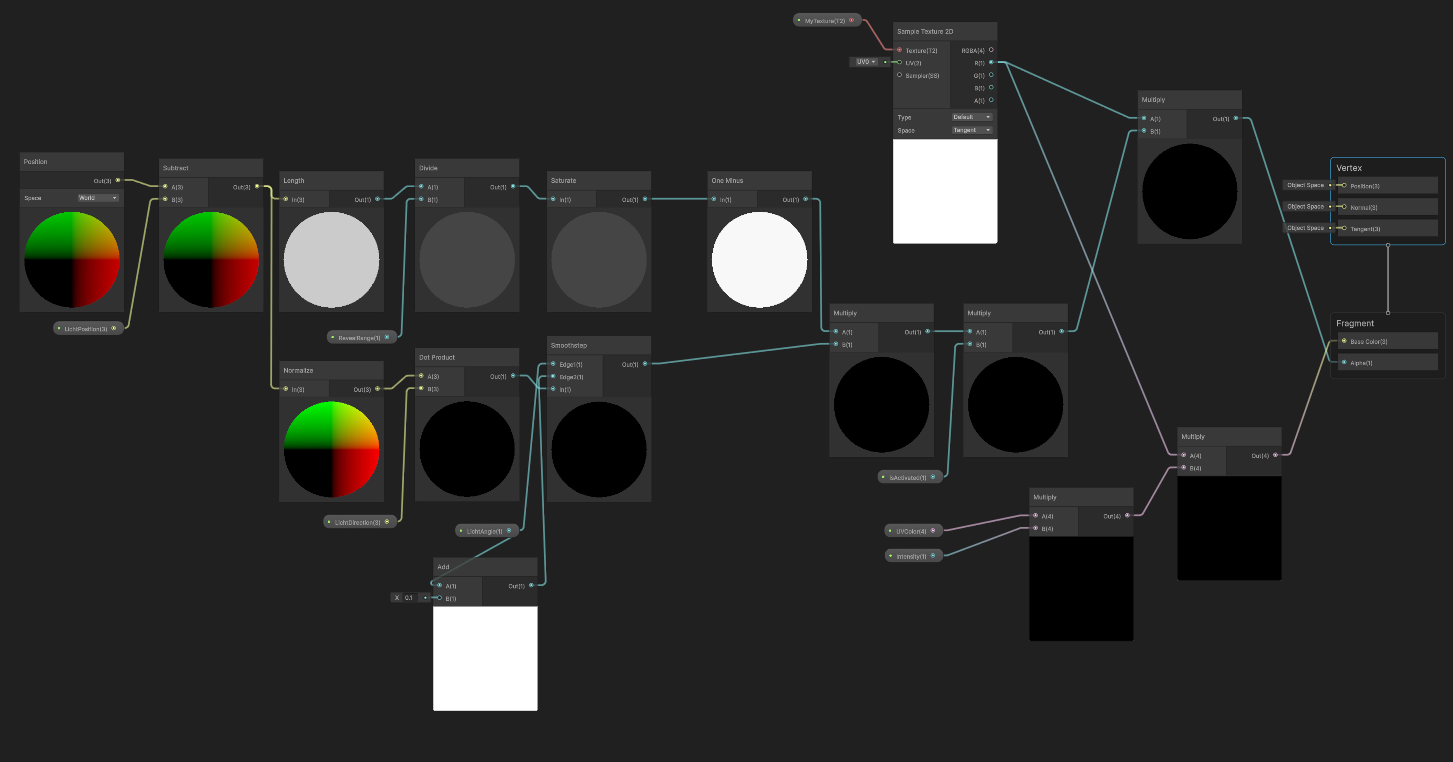 MyTexture(T2)
Sample Texture 2D
Texture(T2)
RGBA(4)
UV0
UV(2)
R(1)
Sampler(SS)
G(1)
B(1)
A(1)
Type
Default
Space
Tangent
Multiply
A(1)
Out(1)
B(1)
Position
Out(3)
Space
World
LichtPosition(3)
Subtract
A(3)
Out(3)
B(3)
Length
In(3)
Out(1)
Divide
A(1)
Out(1)
B(1)
RevealRange(1)
Saturate
In(1)
Out(1)
One Minus
In(1)
Out(1)
Vertex
Object Space
Position(3)
Object Space
Normal(3)
Object Space
Tangent(3)
Fragment
Base Color(3)
Alpha(1)
Multiply
A(1)
Out(1)
B(1)
Multiply
A(1)
Out(1)
B(1)
IsActivated(1)
Normalize
In(3)
Out(3)
LichtDirection(3)
Dot Product
A(3)
Out(1)
B(3)
Smoothstep
Edge1(1)
Out(1)
Edge2(1)
In(1)
LichtAngle(1)
Add
A(1)
Out(1)
X 0.1
B(1)
UVColor(4)
Intensity(1)
Multiply
A(4)
Out(4)
B(4)
Multiply
A(4)
Out(4)
B(4)